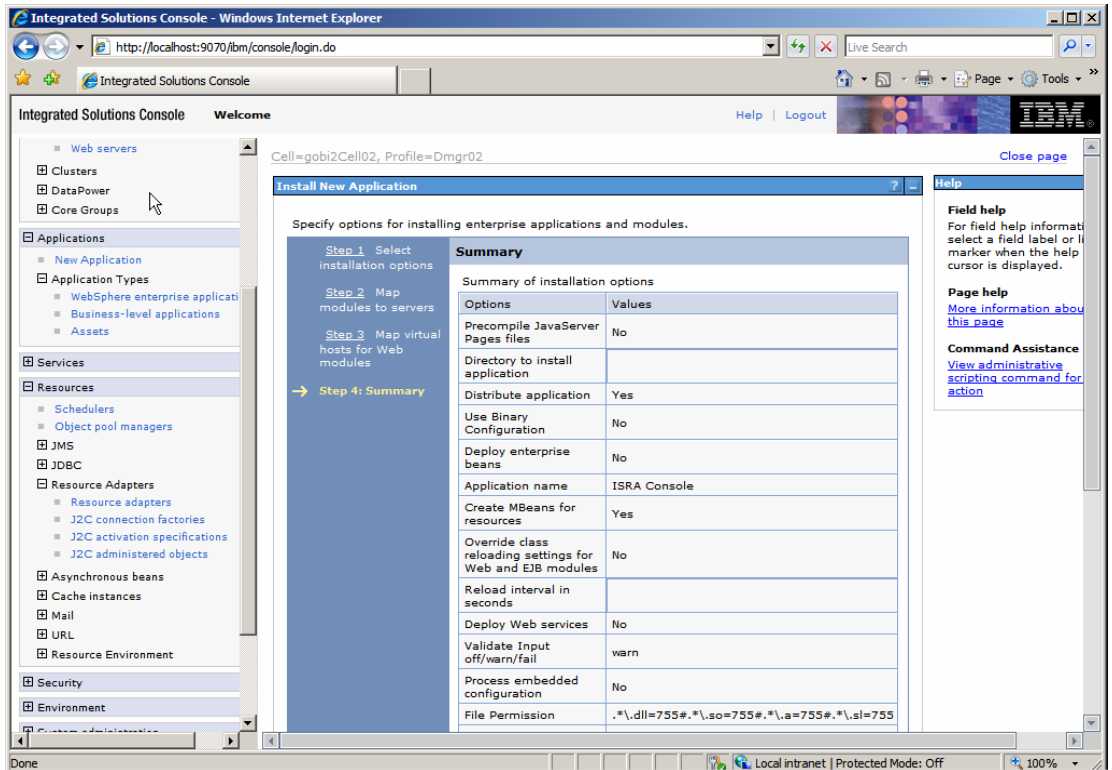 Integrated Solutions Console - Windows Internet Explorer
http://localhost:9070/ibm/console/login.do
Live Search
Integrated Solutions Console
Page
Tools
Integrated Solutions Console Welcome
Help | Logout
IBM
Web servers
Clusters
DataPower
Core Groups
Applications
New Application
Application Types
WebSphere enterprise applicati
Business-level applications
Assets
Services
Resources
Schedulers
Object pool managers
JMS
JDBC
Resource Adapters
Resource adapters
J2C connection factories
J2C activation specifications
J2C administered objects
Asynchronous beans
Cache instances
Mail
URL
Resource Environment
Security
Environment
System administration
Cell=gobi2Cell02, Profile=Dmgr02
Close page
Install New Application
?
Specify options for installing enterprise applications and modules.
Step 1 Select
installation options
Step 2 Map
modules to servers
Step 3 Map virtual
hosts for Web
modules
Step 4: Summary
Summary
Summary of installation options
Options Values
Precompile JavaServer
Pages files
No
Directory to install
application
Distribute application Yes
Use Binary
Configuration
No
Deploy enterprise
beans
No
Application name ISRA Console
Create MBeans for
resources
Yes
Override class
reloading settings for
Web and EJB modules
No
Reload interval in
seconds
Deploy Web services No
Validate Input
off/warn/fail
warn
Process embedded
configuration
No
File Permission .*\.dll=755#.*\.so=755#.*\.a=755#.*\.sl=755
Help
Field help
For field help informati
select a field label or li
marker when the help
cursor is displayed.
Page help
More information abou
this page
Command Assistance
View administrative
scripting command for
action
Done
Local intranet | Protected Mode: Off
100%